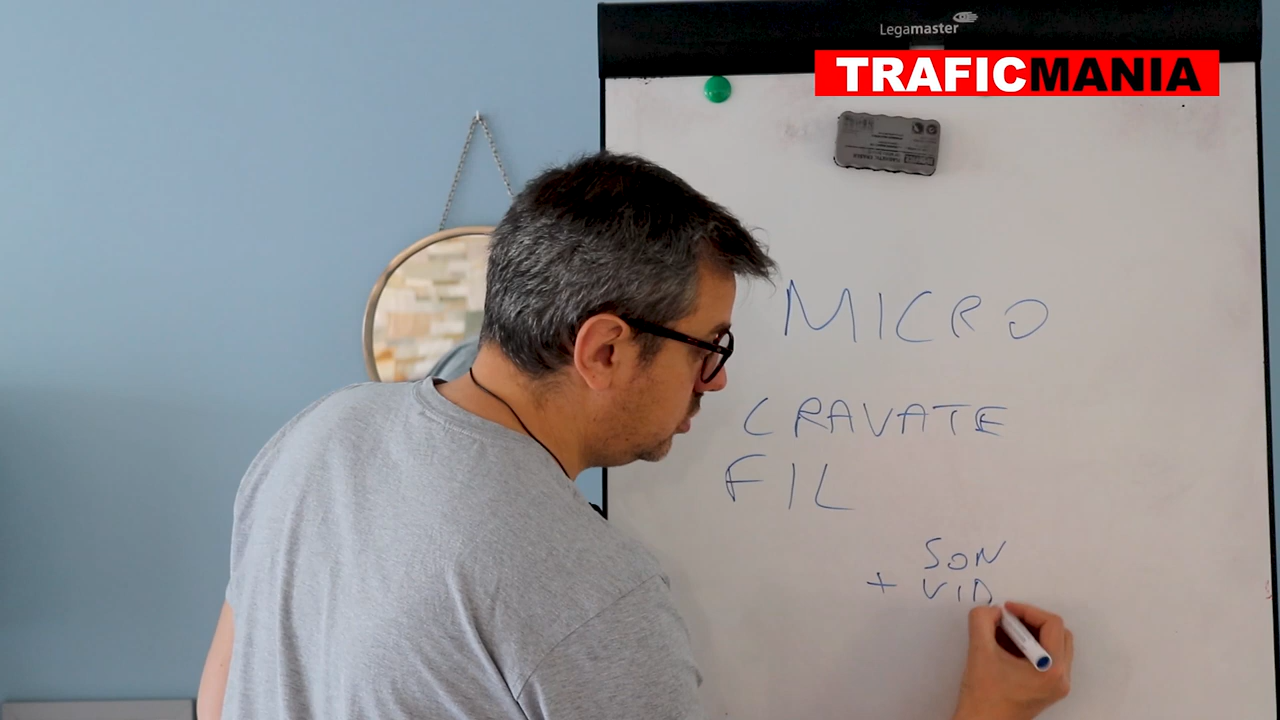 Legamaster
TRAFICMANIA
MICRO
CRAVATE
FIL
SON
+ VID